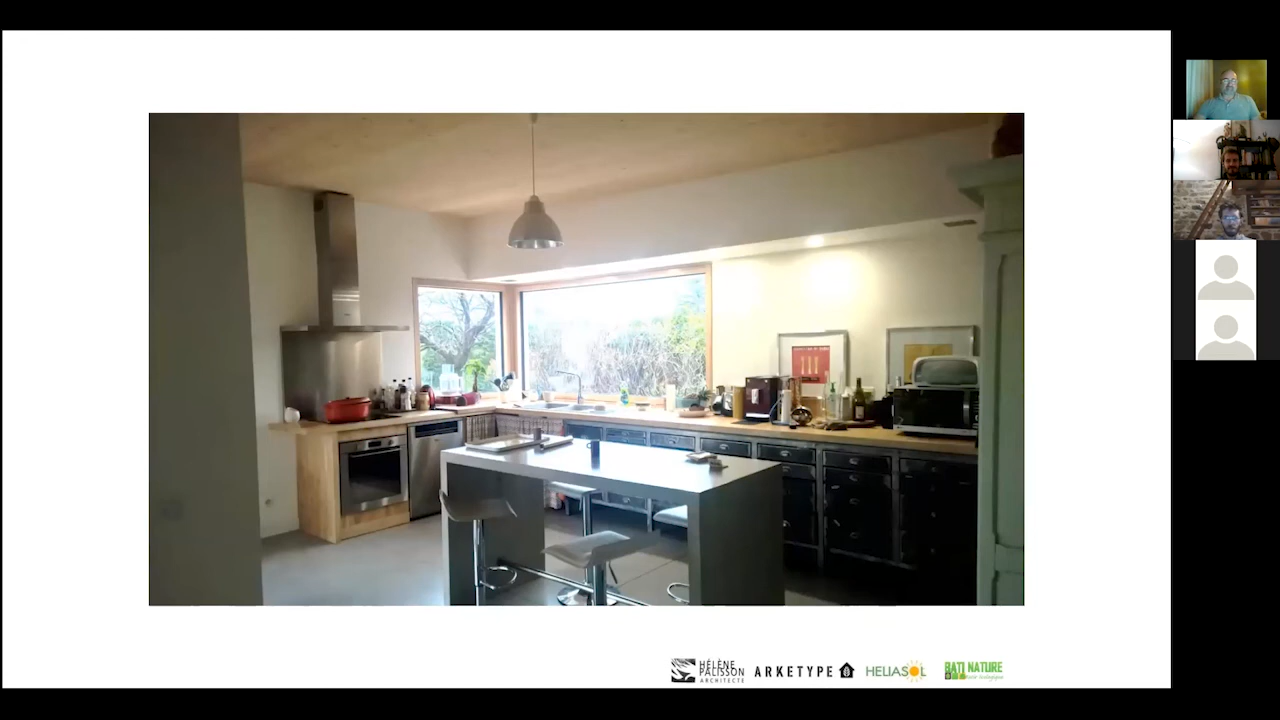 HÉLÈNE
PALISSON
ARCHITECTE
ARKETYPE
HELIASOL
BATI NATURE